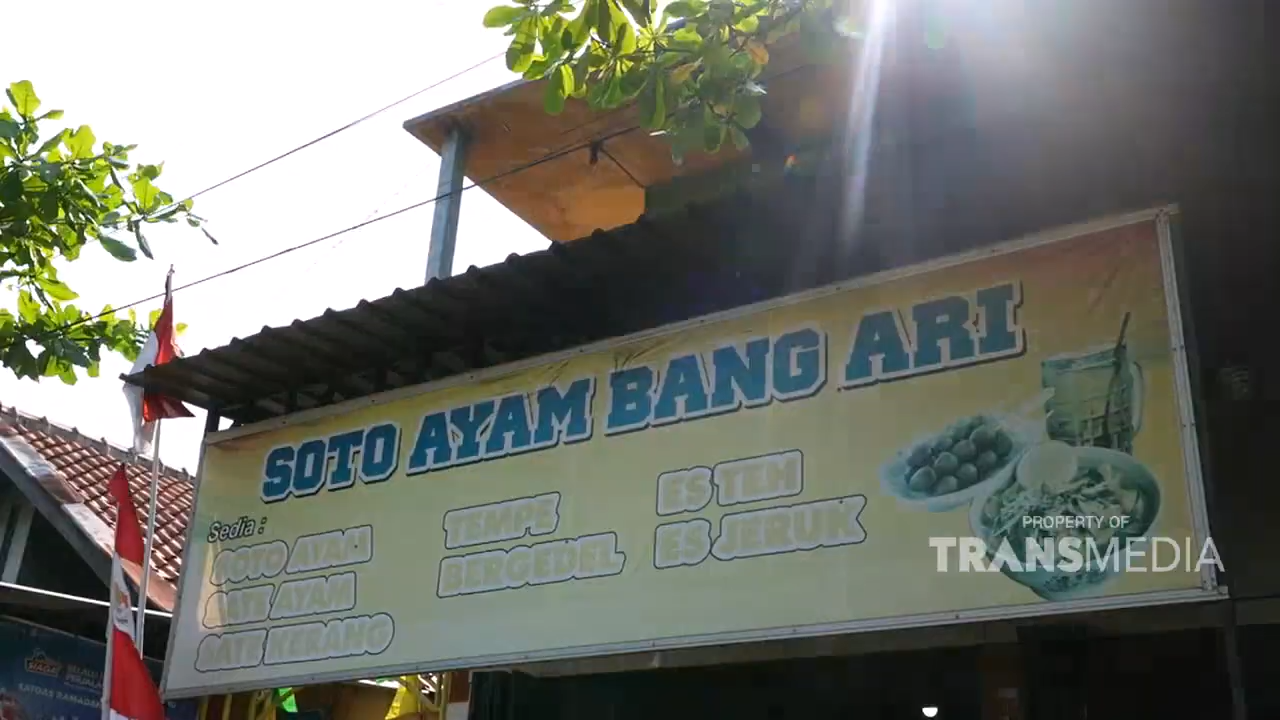 SOTO AYAM BANG ARI
Sedia :
SOTO AYAM
SATE AYAM
SATE KERANG
TEMPE
BERGEDEL
ES TEH
ES JERUK
PROPERTY OF
TRANSMEDIA